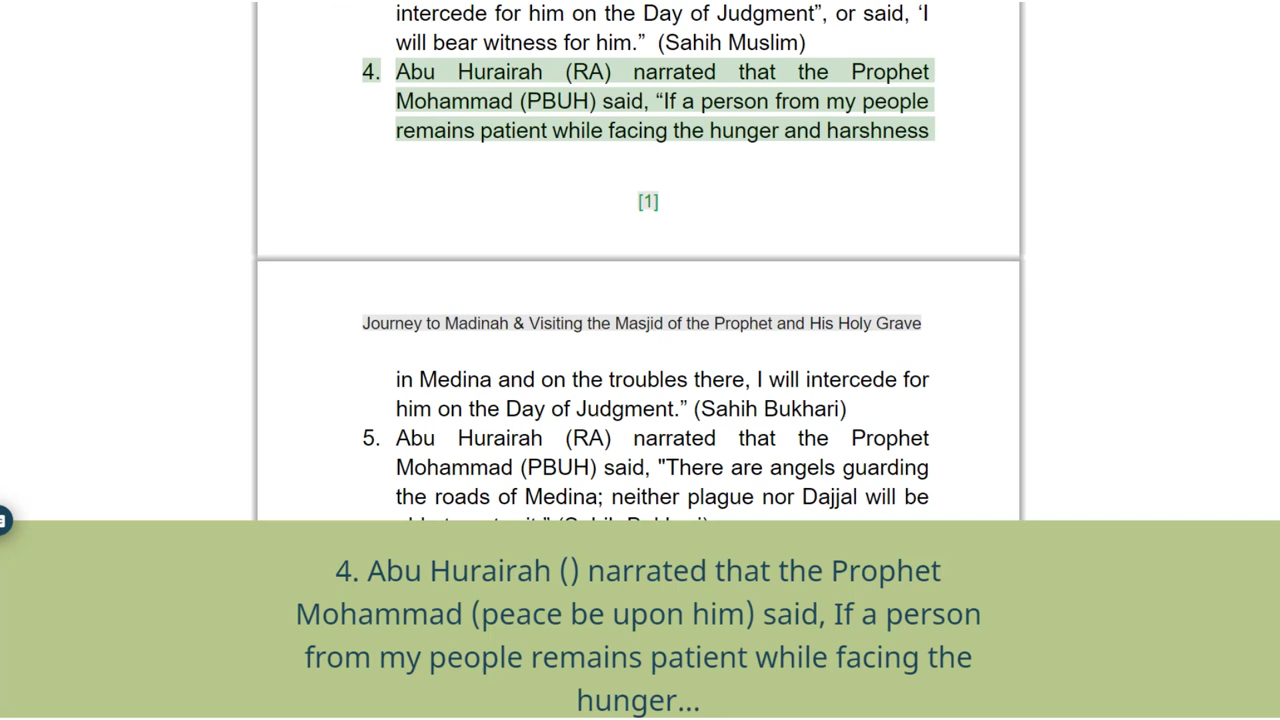 intercede for him on the Day of Judgment”, or said, ‘I
will bear witness for him.” (Sahih Muslim)
4. Abu Hurairah (RA) narrated that the Prophet
Mohammad (PBUH) said, “If a person from my people
remains patient while facing the hunger and harshness
[1]
Journey to Madinah & Visiting the Masjid of the Prophet and His Holy Grave
in Medina and on the troubles there, I will intercede for
him on the Day of Judgment.” (Sahih Bukhari)
5. Abu Hurairah (RA) narrated that the Prophet
Mohammad (PBUH) said, "There are angels guarding
the roads of Medina; neither plague nor Dajjal will be
4. Abu Hurairah () narrated that the Prophet
Mohammad (peace be upon him) said, If a person
from my people remains patient while facing the
hunger...